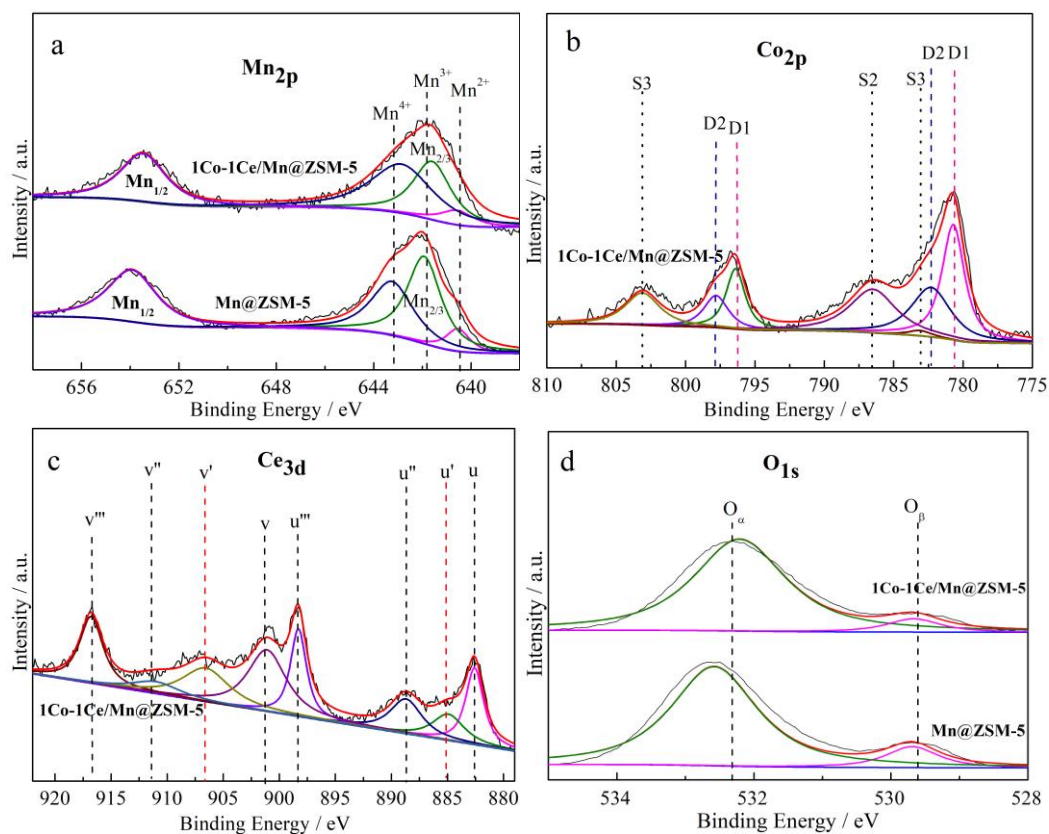 a
Mn2p
Mn4+
Mn3+
Mn2+
Mn2/3
1Co-1Ce/Mn@ZSM-5
Mn1/2
Mn@ZSM-5
Mn1/2
Mn2/3
Intensity / a.u.
656 652 648 644 640
Binding Energy / eV
b
Co2p
S3
D2
D1
S2
S3
D2
D1
1Co-1Ce/Mn@ZSM-5
Intensity / a.u.
810 805 800 795 790 785 780 775
Binding Energy / eV
c
Ce3d
v'''
v''
v'
v
u'''
u''
u'
u
1Co-1Ce/Mn@ZSM-5
Intensity / a.u.
920 915 910 905 900 895 890 885 880
Binding Energy / eV
d
O1s
Oα
Oβ
1Co-1Ce/Mn@ZSM-5
Mn@ZSM-5
Intensity / a.u.
534 532 530 528
Binding Energy / eV